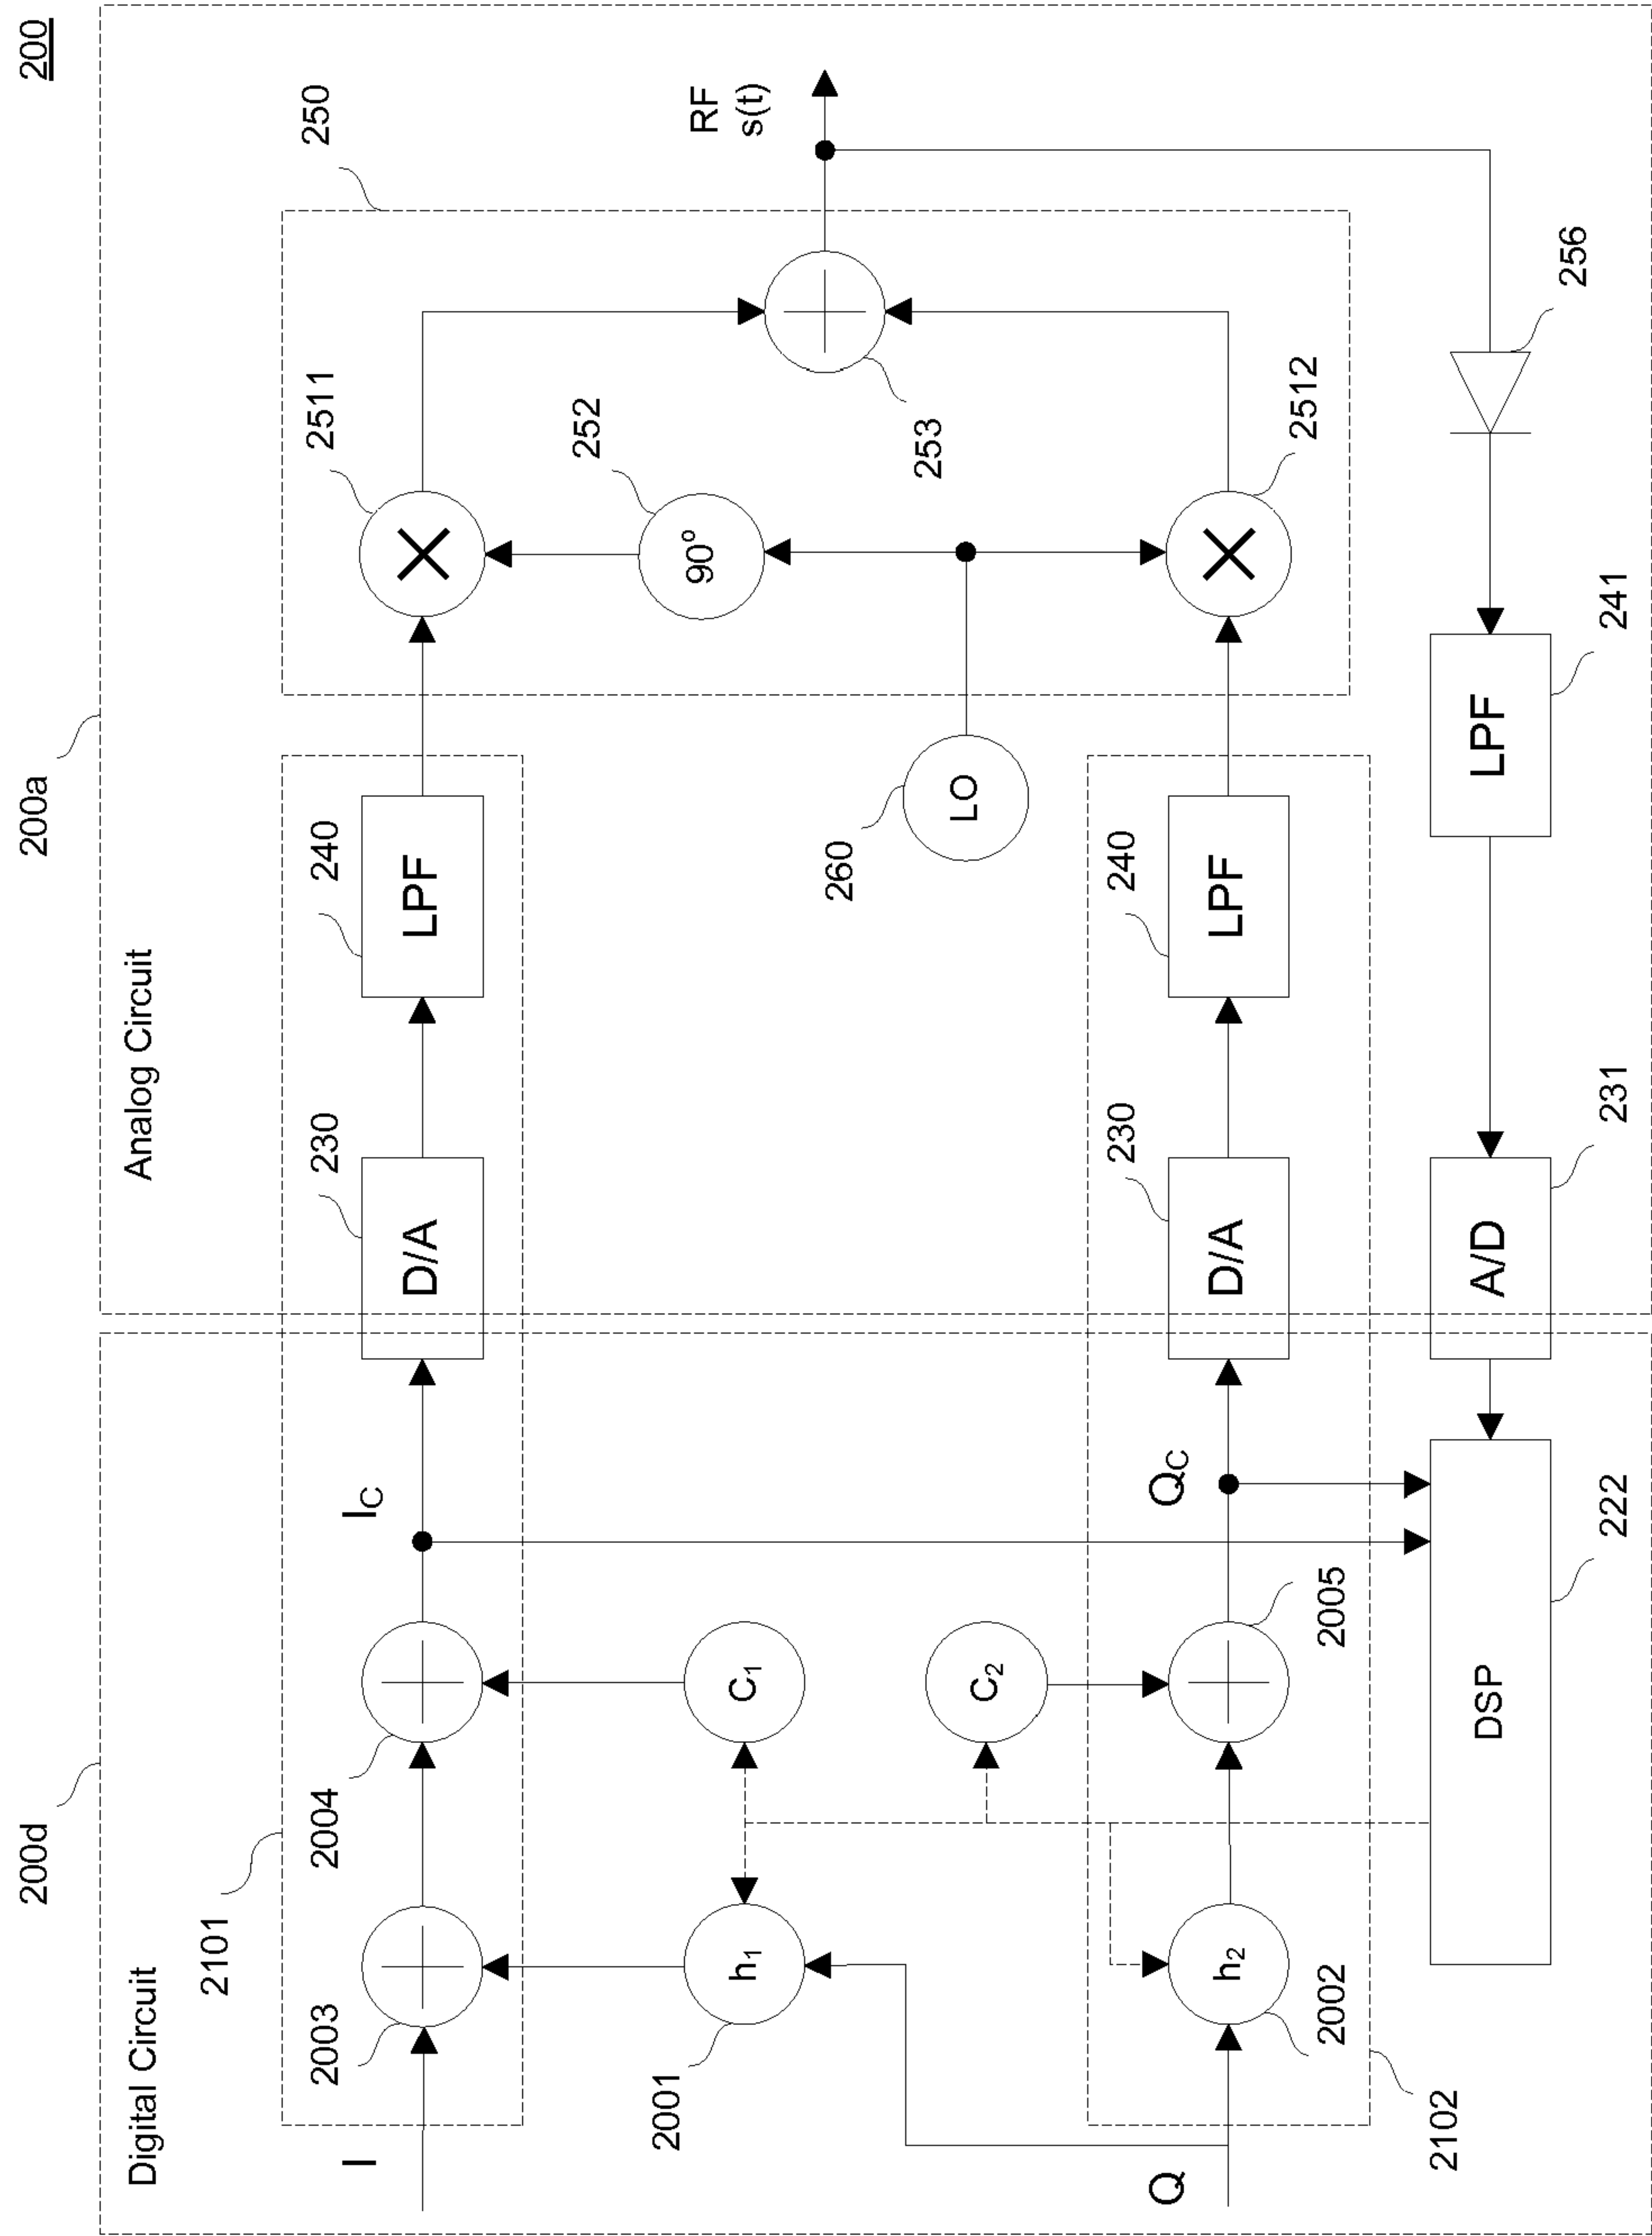 200
200d
200a
Digital Circuit
Analog Circuit
2101
2003
2004
230
240
2511
250
I
I_C
D/A
LPF
252
RF
s(t)
2001
h₁
C₁
90°
253
260
LO
C₂
Q
Q_C
2102
2002
h₂
2005
230
D/A
240
LPF
2512
256
222
DSP
231
A/D
241
LPF